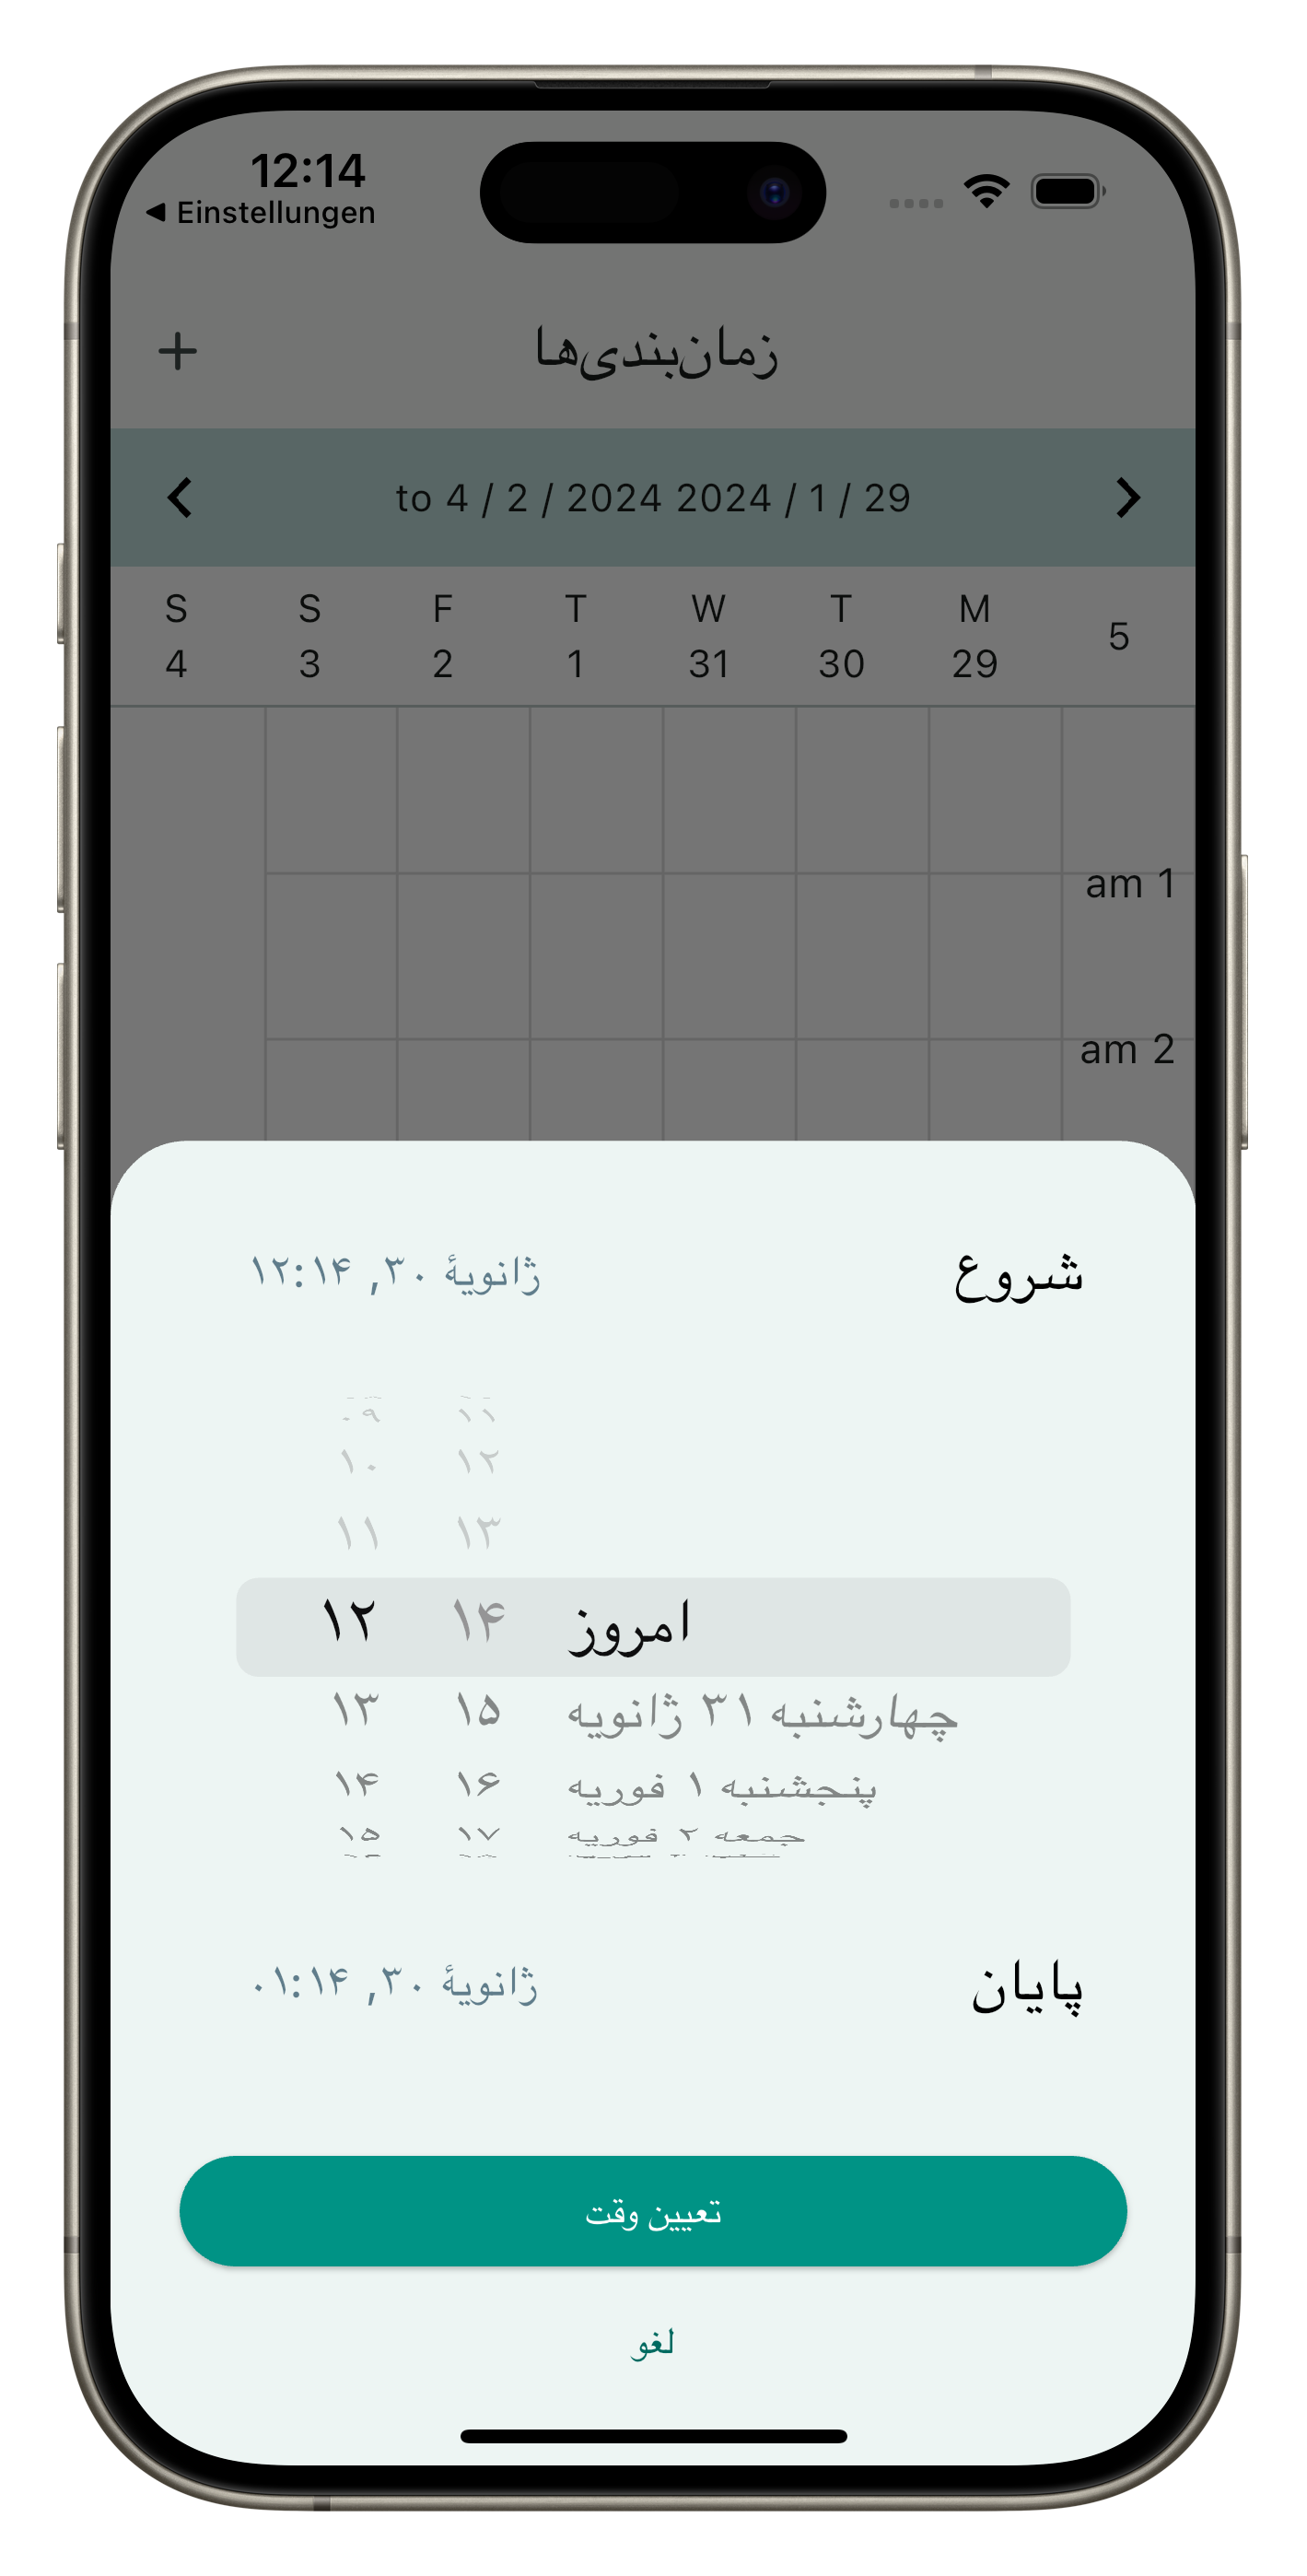 12:14
◀ Einstellungen
زمان‌بندی‌ها
to 4 / 2 / 2024 2024 / 1 / 29
S S F T W T M 5
4 3 2 1 31 30 29
am 1
am 2
شروع ژانویهٔ ۳۰, ۱۲:۱۴
۰۹ ۱۱
۱۰ ۱۲
۱۱ ۱۳
۱۲ ۱۴ امروز
۱۳ ۱۵ چهارشنبه ۳۱ ژانویه
۱۴ ۱۶ پنجشنبه ۱ فوریه
۱۵ ۱۷ جمعه ۲ فوریه
پایان ژانویهٔ ۳۰, ۰۱:۱۴
تعیین وقت
لغو